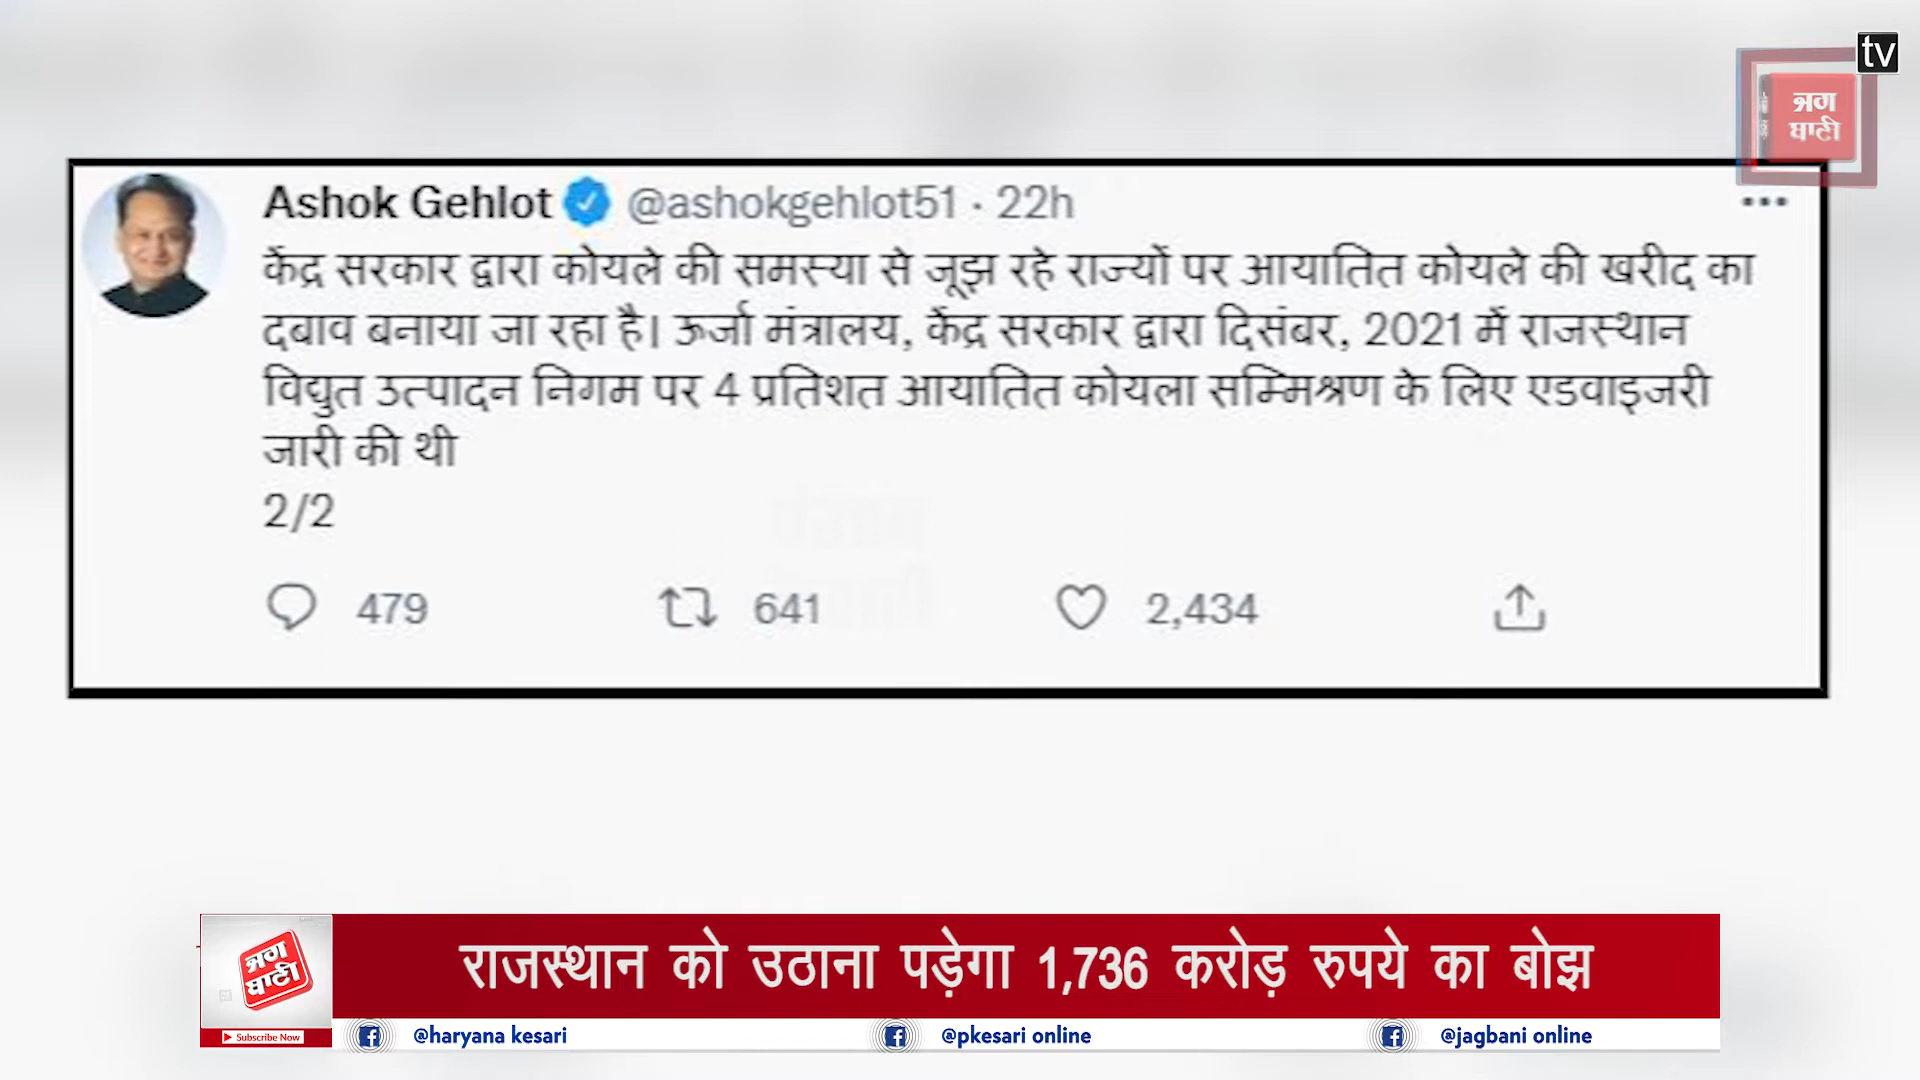 tv
ਜਗ
ਬਾਣੀ
Ashok Gehlot @ashokgehlot51 · 22h
केंद्र सरकार द्वारा कोयले की समस्या से जूझ रहे राज्यों पर आयातित कोयले की खरीद का
दबाव बनाया जा रहा है। ऊर्जा मंत्रालय, केंद्र सरकार द्वारा दिसंबर, 2021 में राजस्थान
विद्युत उत्पादन निगम पर 4 प्रतिशत आयातित कोयला सम्मिश्रण के लिए एडवाइजरी
जारी की थी
2/2
479 641 2,434
राजस्थान को उठाना पड़ेगा 1,736 करोड़ रुपये का बोझ
ਜਗ
ਬਾਣੀ
Subscribe Now
@haryana kesari @pkesari online @jagbani online